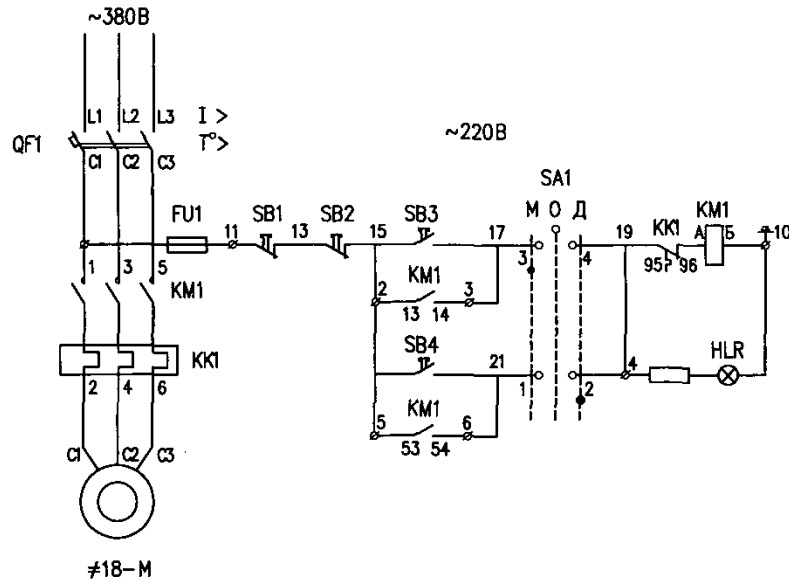 ~380В
L1 L2 L3 I >
QF1 T° >
C1 C2 C3
~220В
SA1
М О Д
FU1 11 SB1 13 SB2 15 SB3 17 19 KK1 KM1 10
А Б
3 4 95 96
1 3 5
KM1
KM1
2 3
13 14
KK1
SB4
21
HLR
4
2 4 6
1 2
KM1
5 6
53 54
C1 C2 C3
≠18-М